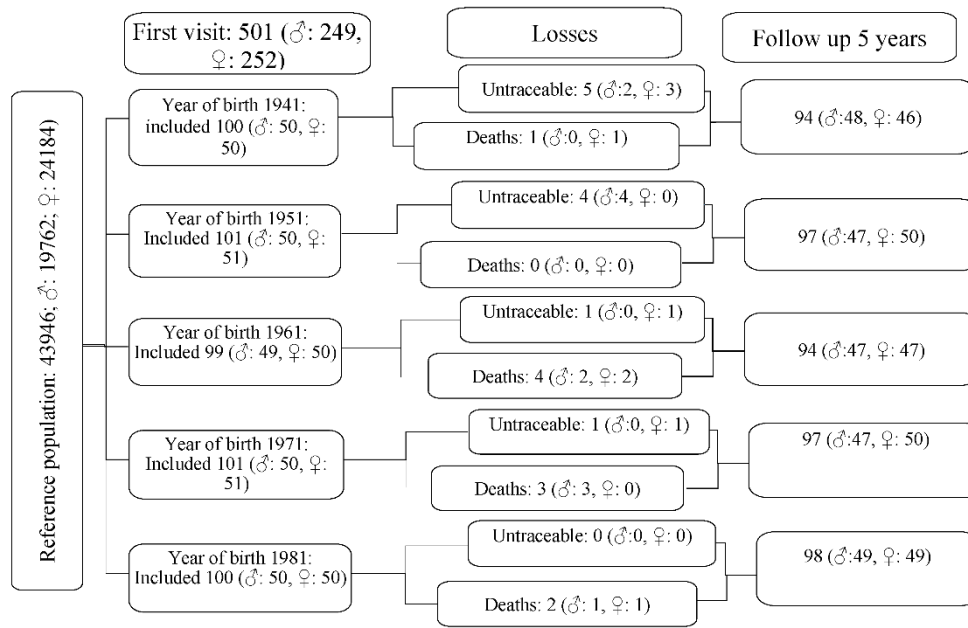 First visit: 501 (♂: 249,
♀: 252)
Losses
Follow up 5 years
Reference population: 43946; ♂: 19762; ♀: 24184)
Year of birth 1941:
included 100 (♂: 50, ♀:
50)
Untraceable: 5 (♂:2, ♀: 3)
Deaths: 1 (♂:0, ♀: 1)
94 (♂:48, ♀: 46)
Year of birth 1951:
Included 101 (♂: 50, ♀:
51)
Untraceable: 4 (♂:4, ♀: 0)
Deaths: 0 (♂: 0, ♀: 0)
97 (♂:47, ♀: 50)
Year of birth 1961:
Included 99 (♂: 49, ♀: 50)
Untraceable: 1 (♂:0, ♀: 1)
Deaths: 4 (♂: 2, ♀: 2)
94 (♂:47, ♀: 47)
Year of birth 1971:
Included 101 (♂: 50, ♀:
51)
Untraceable: 1 (♂:0, ♀: 1)
Deaths: 3 (♂: 3, ♀: 0)
97 (♂:47, ♀: 50)
Year of birth 1981:
Included 100 (♂: 50, ♀: 50)
Untraceable: 0 (♂:0, ♀: 0)
Deaths: 2 (♂: 1, ♀: 1)
98 (♂:49, ♀: 49)